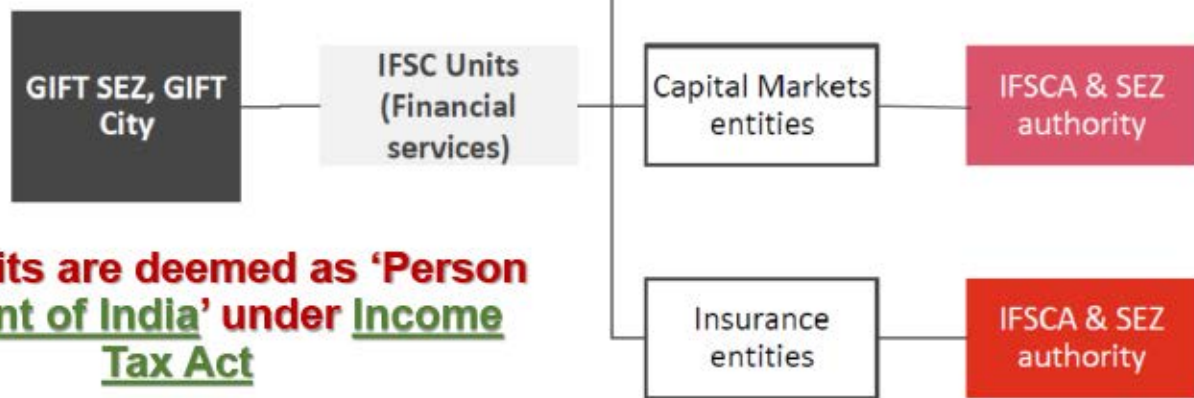 GIFT SEZ, GIFT
City
IFSC Units
(Financial
services)
Capital Markets
entities
IFSCA & SEZ
authority
its are deemed as ‘Person
nt of India’ under Income
Tax Act
Insurance
entities
IFSCA & SEZ
authority